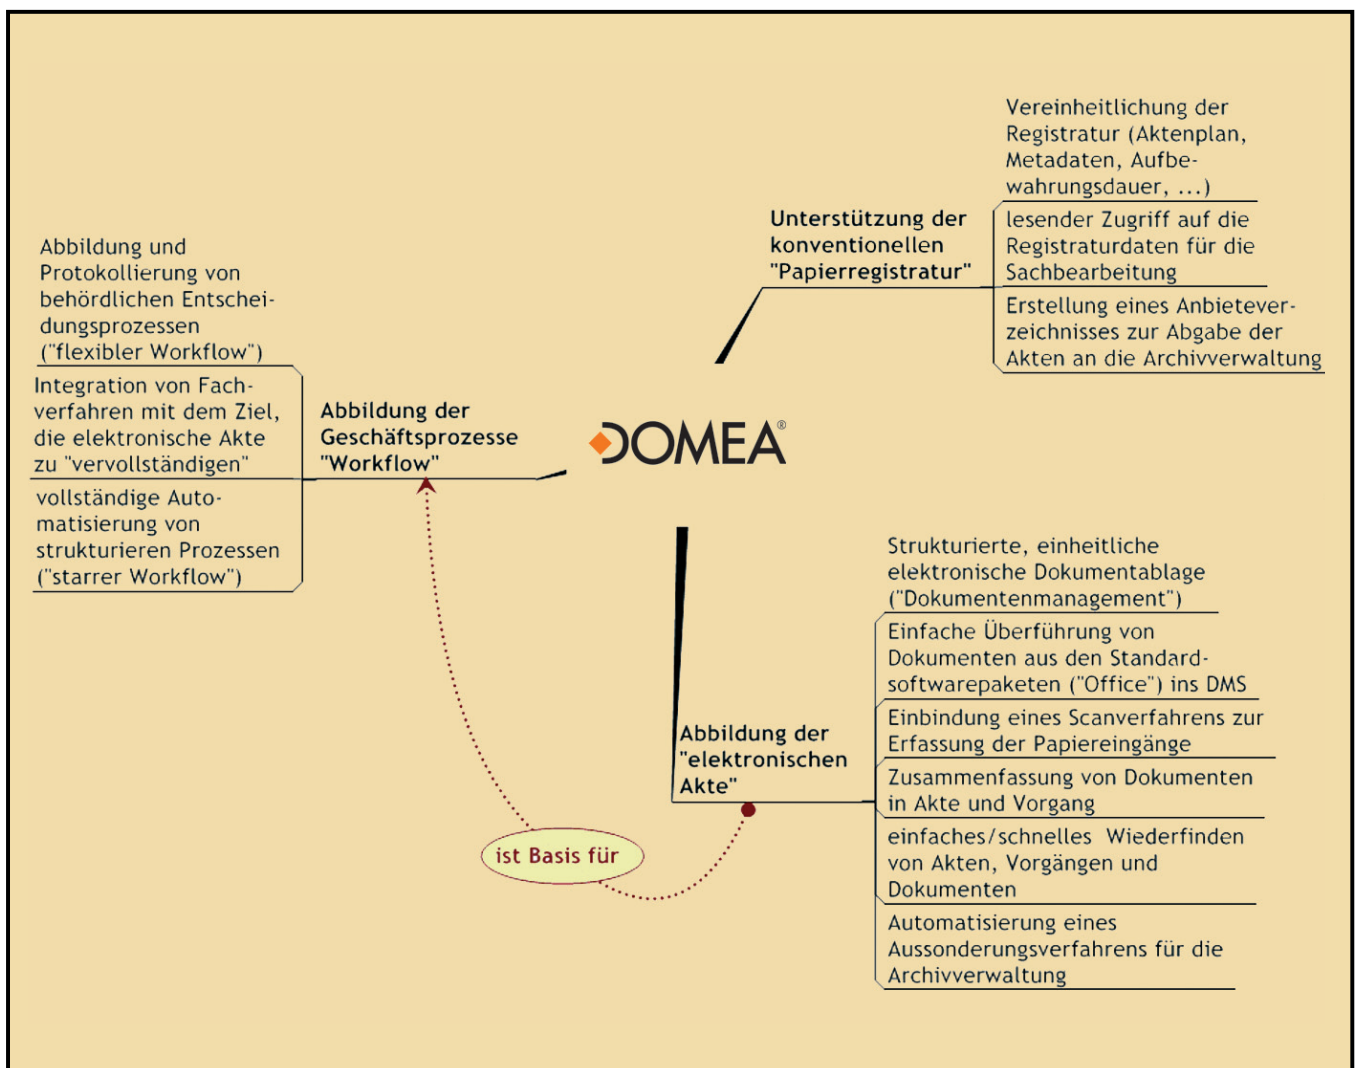 Vereinheitlichung der
Registratur (Aktenplan,
Metadaten, Aufbe-
wahrungsdauer, ...)
Unterstützung der
konventionellen
"Papierregistratur"
lesender Zugriff auf die
Registraturdaten für die
Sachbearbeitung
Erstellung eines Anbietever-
zeichnisses zur Abgabe der
Akten an die Archivverwaltung
Abbildung und
Protokollierung von
behördlichen Entschei-
dungsprozessen
("flexibler Workflow")
Integration von Fach-
verfahren mit dem Ziel,
die elektronische Akte
zu "vervollständigen"
vollständige Auto-
matisierung von
strukturieren Prozessen
("starrer Workflow")
Abbildung der
Geschäftsprozesse
"Workflow"
DOMEA®
Strukturierte, einheitliche
elektronische Dokumentablage
("Dokumentenmanagement")
Einfache Überführung von
Dokumenten aus den Standard-
softwarepaketen ("Office") ins DMS
Einbindung eines Scanverfahrens zur
Erfassung der Papiereingänge
Abbildung der
"elektronischen
Akte"
Zusammenfassung von Dokumenten
in Akte und Vorgang
einfaches/schnelles Wiederfinden
von Akten, Vorgängen und
Dokumenten
Automatisierung eines
Aussonderungsverfahrens für die
Archivverwaltung
ist Basis für